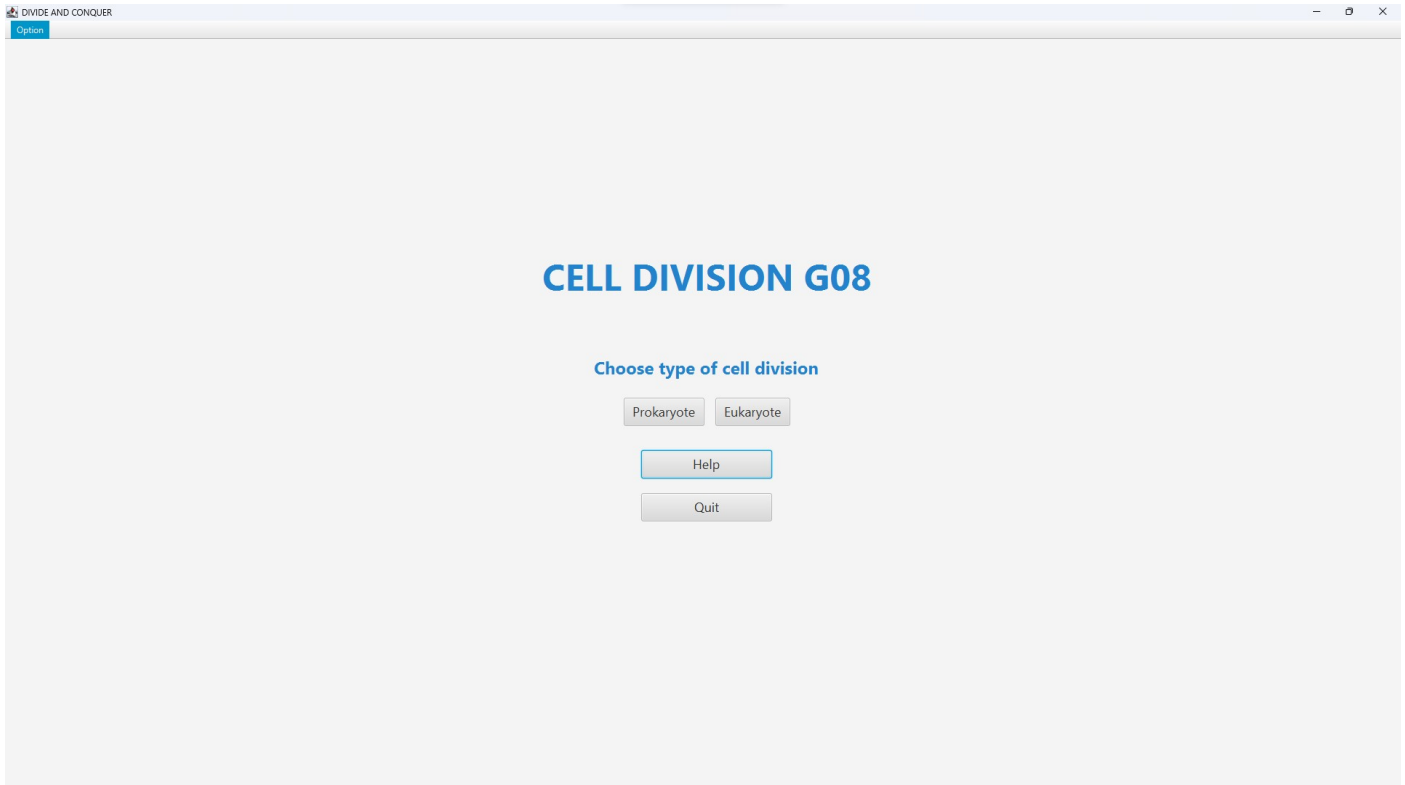 DIVIDE AND CONQUER
Option
CELL DIVISION G08
Choose type of cell division
Prokaryote Eukaryote
Help
Quit